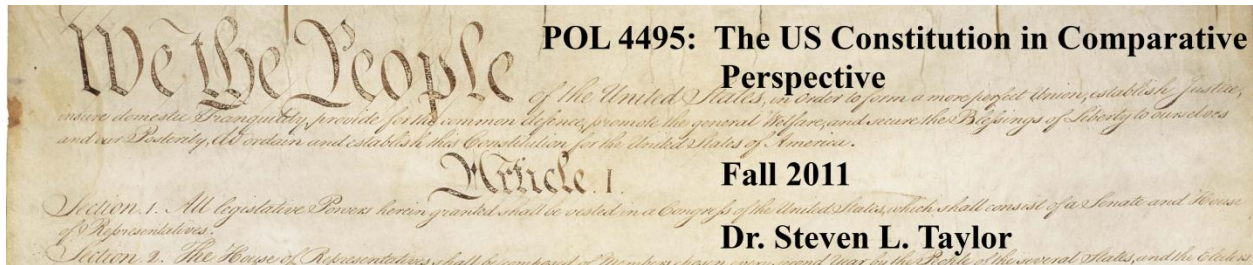 We the People
POL 4495: The US Constitution in Comparative
Perspective
of the United States, in Order to form a more perfect Union, establish Justice,
insure domestic Tranquility, provide for the common defence, promote the general Welfare, and secure the Blessings of Liberty to ourselves
and our Posterity, do ordain and establish this Constitution for the United States of America.
Article. I.
Fall 2011
Section. 1. All legislative Powers herein granted shall be vested in a Congress of the United States, which shall consist of a Senate and House
of Representatives.
Dr. Steven L. Taylor
Section. 2. The House of Representatives shall be composed of Members chosen every second Year by the People of the several States, and the Electors